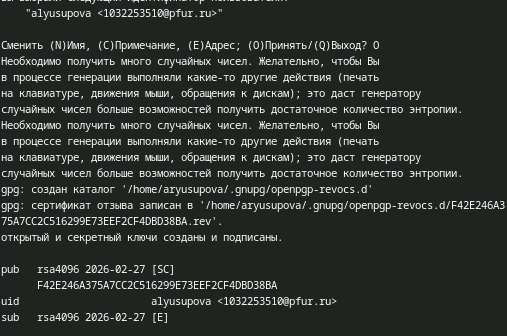 "alyusupova <1032253510@pfur.ru>"
Сменить (N)Имя, (C)Примечание, (E)Адрес; (O)Принять/(Q)Выход? O
Необходимо получить много случайных чисел. Желательно, чтобы Вы
в процессе генерации выполняли какие-то другие действия (печать
на клавиатуре, движения мыши, обращения к дискам); это даст генератору
случайных чисел больше возможностей получить достаточное количество энтропии.
Необходимо получить много случайных чисел. Желательно, чтобы Вы
в процессе генерации выполняли какие-то другие действия (печать
на клавиатуре, движения мыши, обращения к дискам); это даст генератору
случайных чисел больше возможностей получить достаточное количество энтропии.
gpg: создан каталог '/home/aryusupova/.gnupg/openpgp-revocs.d'
gpg: сертификат отзыва записан в '/home/aryusupova/.gnupg/openpgp-revocs.d/F42E246A3
75A7CC2C516299E73EEF2CF4DBD38BA.rev'.
открытый и секретный ключи созданы и подписаны.
pub   rsa4096 2026-02-27 [SC]
      F42E246A375A7CC2C516299E73EEF2CF4DBD38BA
uid                      alyusupova <1032253510@pfur.ru>
sub   rsa4096 2026-02-27 [E]